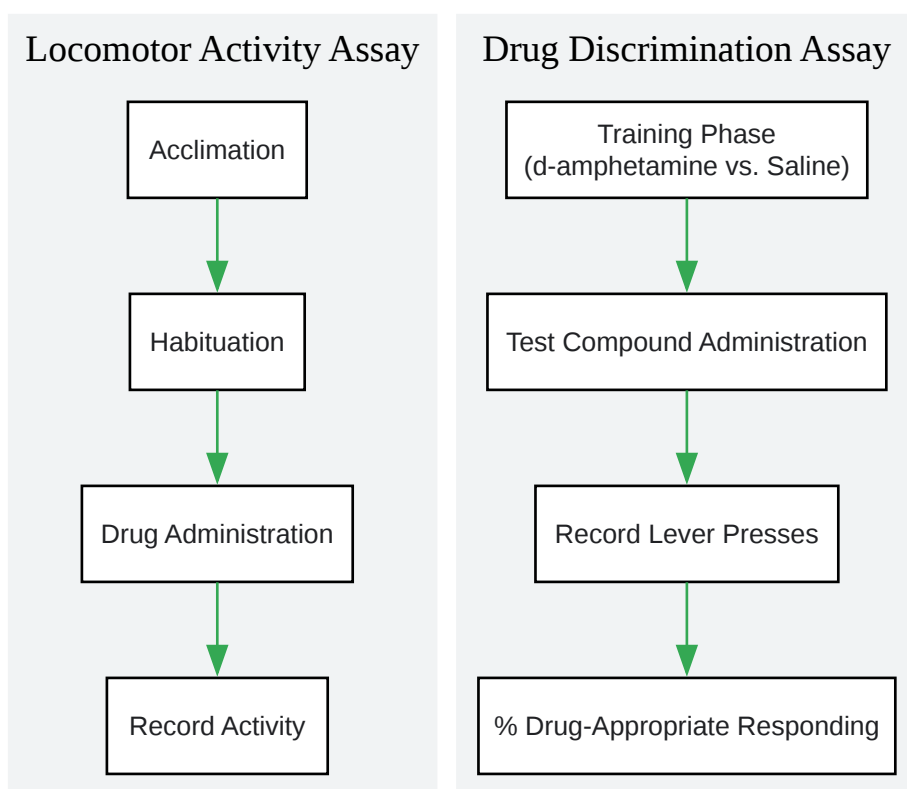 Locomotor Activity Assay
Acclimation
Habituation
Drug Administration
Record Activity
Drug Discrimination Assay
Training Phase
(d-amphetamine vs. Saline)
Test Compound Administration
Record Lever Presses
% Drug-Appropriate Responding